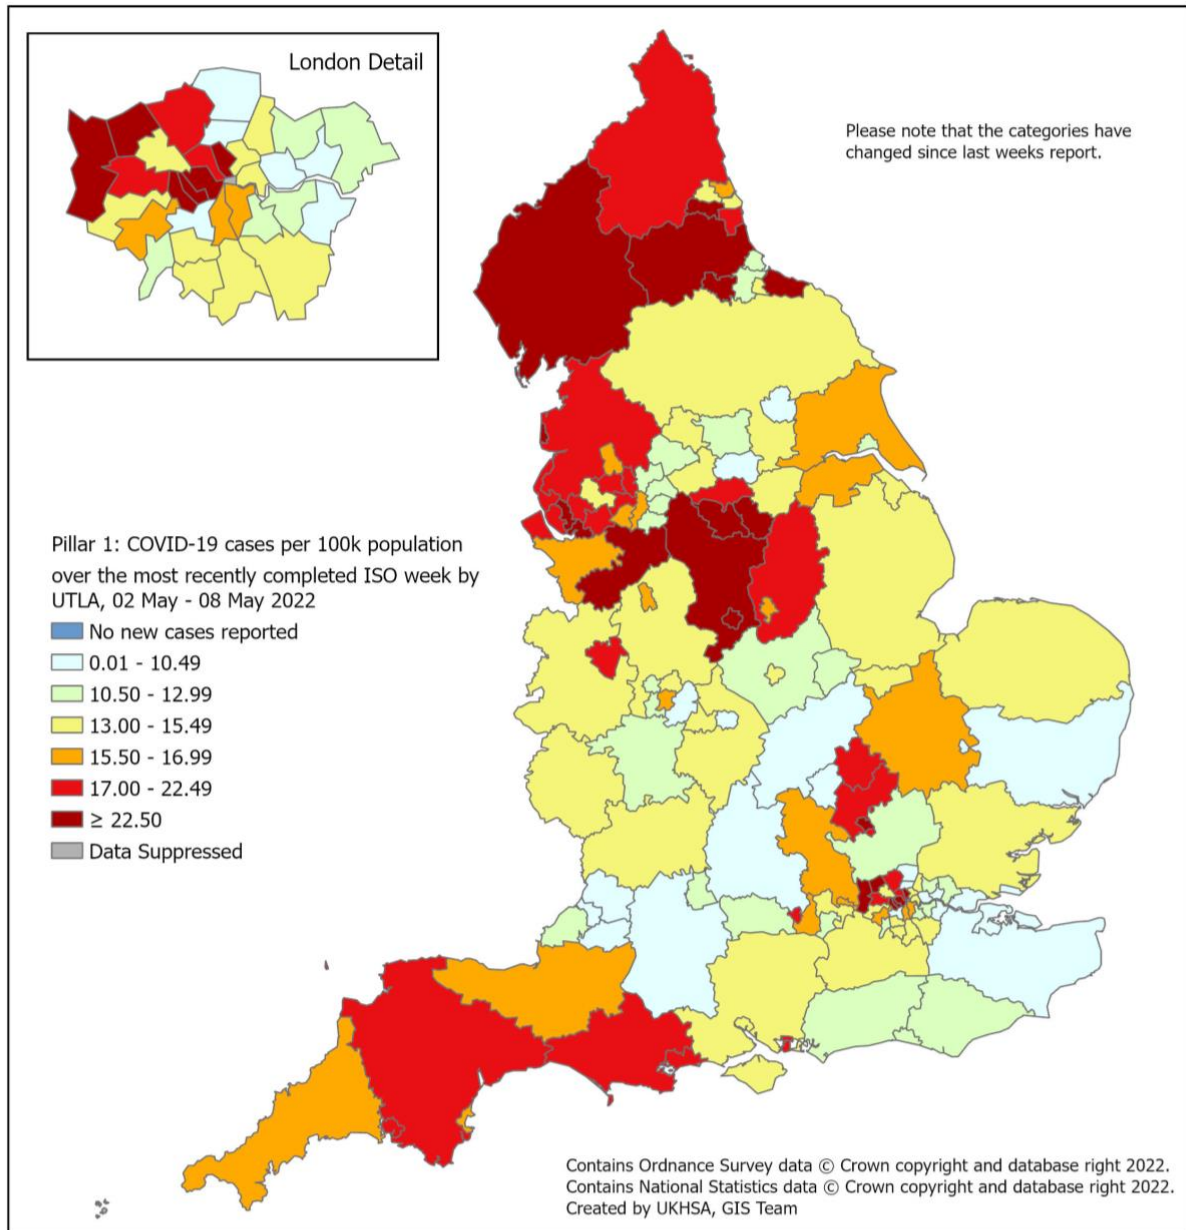 London Detail
Please note that the categories have
changed since last weeks report.
Pillar 1: COVID-19 cases per 100k population
over the most recently completed ISO week by
UTLA, 02 May - 08 May 2022
No new cases reported
0.01 - 10.49
10.50 - 12.99
13.00 - 15.49
15.50 - 16.99
17.00 - 22.49
≥ 22.50
Data Suppressed
Contains Ordnance Survey data © Crown copyright and database right 2022.
Contains National Statistics data © Crown copyright and database right 2022.
Created by UKHSA, GIS Team